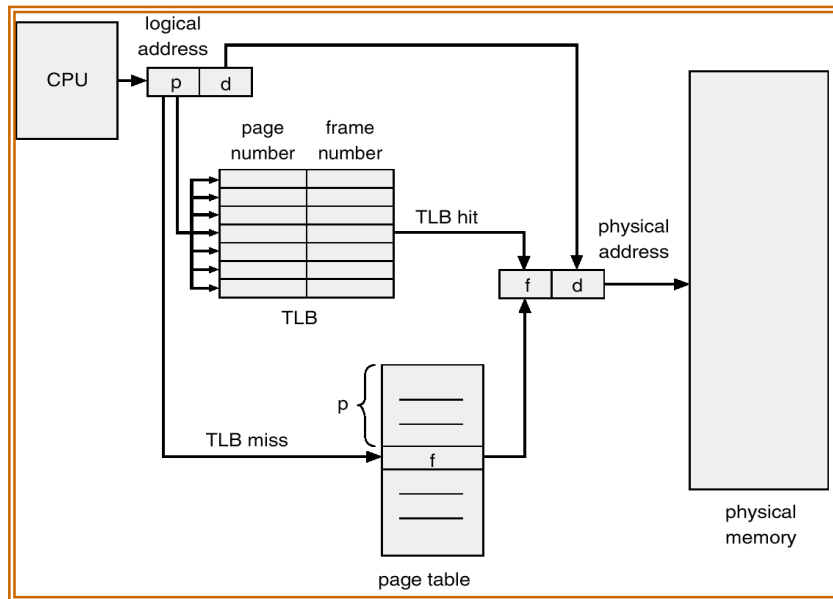 logical
address
CPU
p
d
page
number
frame
number
TLB hit
physical
address
f
d
TLB
p
TLB miss
f
page table
physical
memory